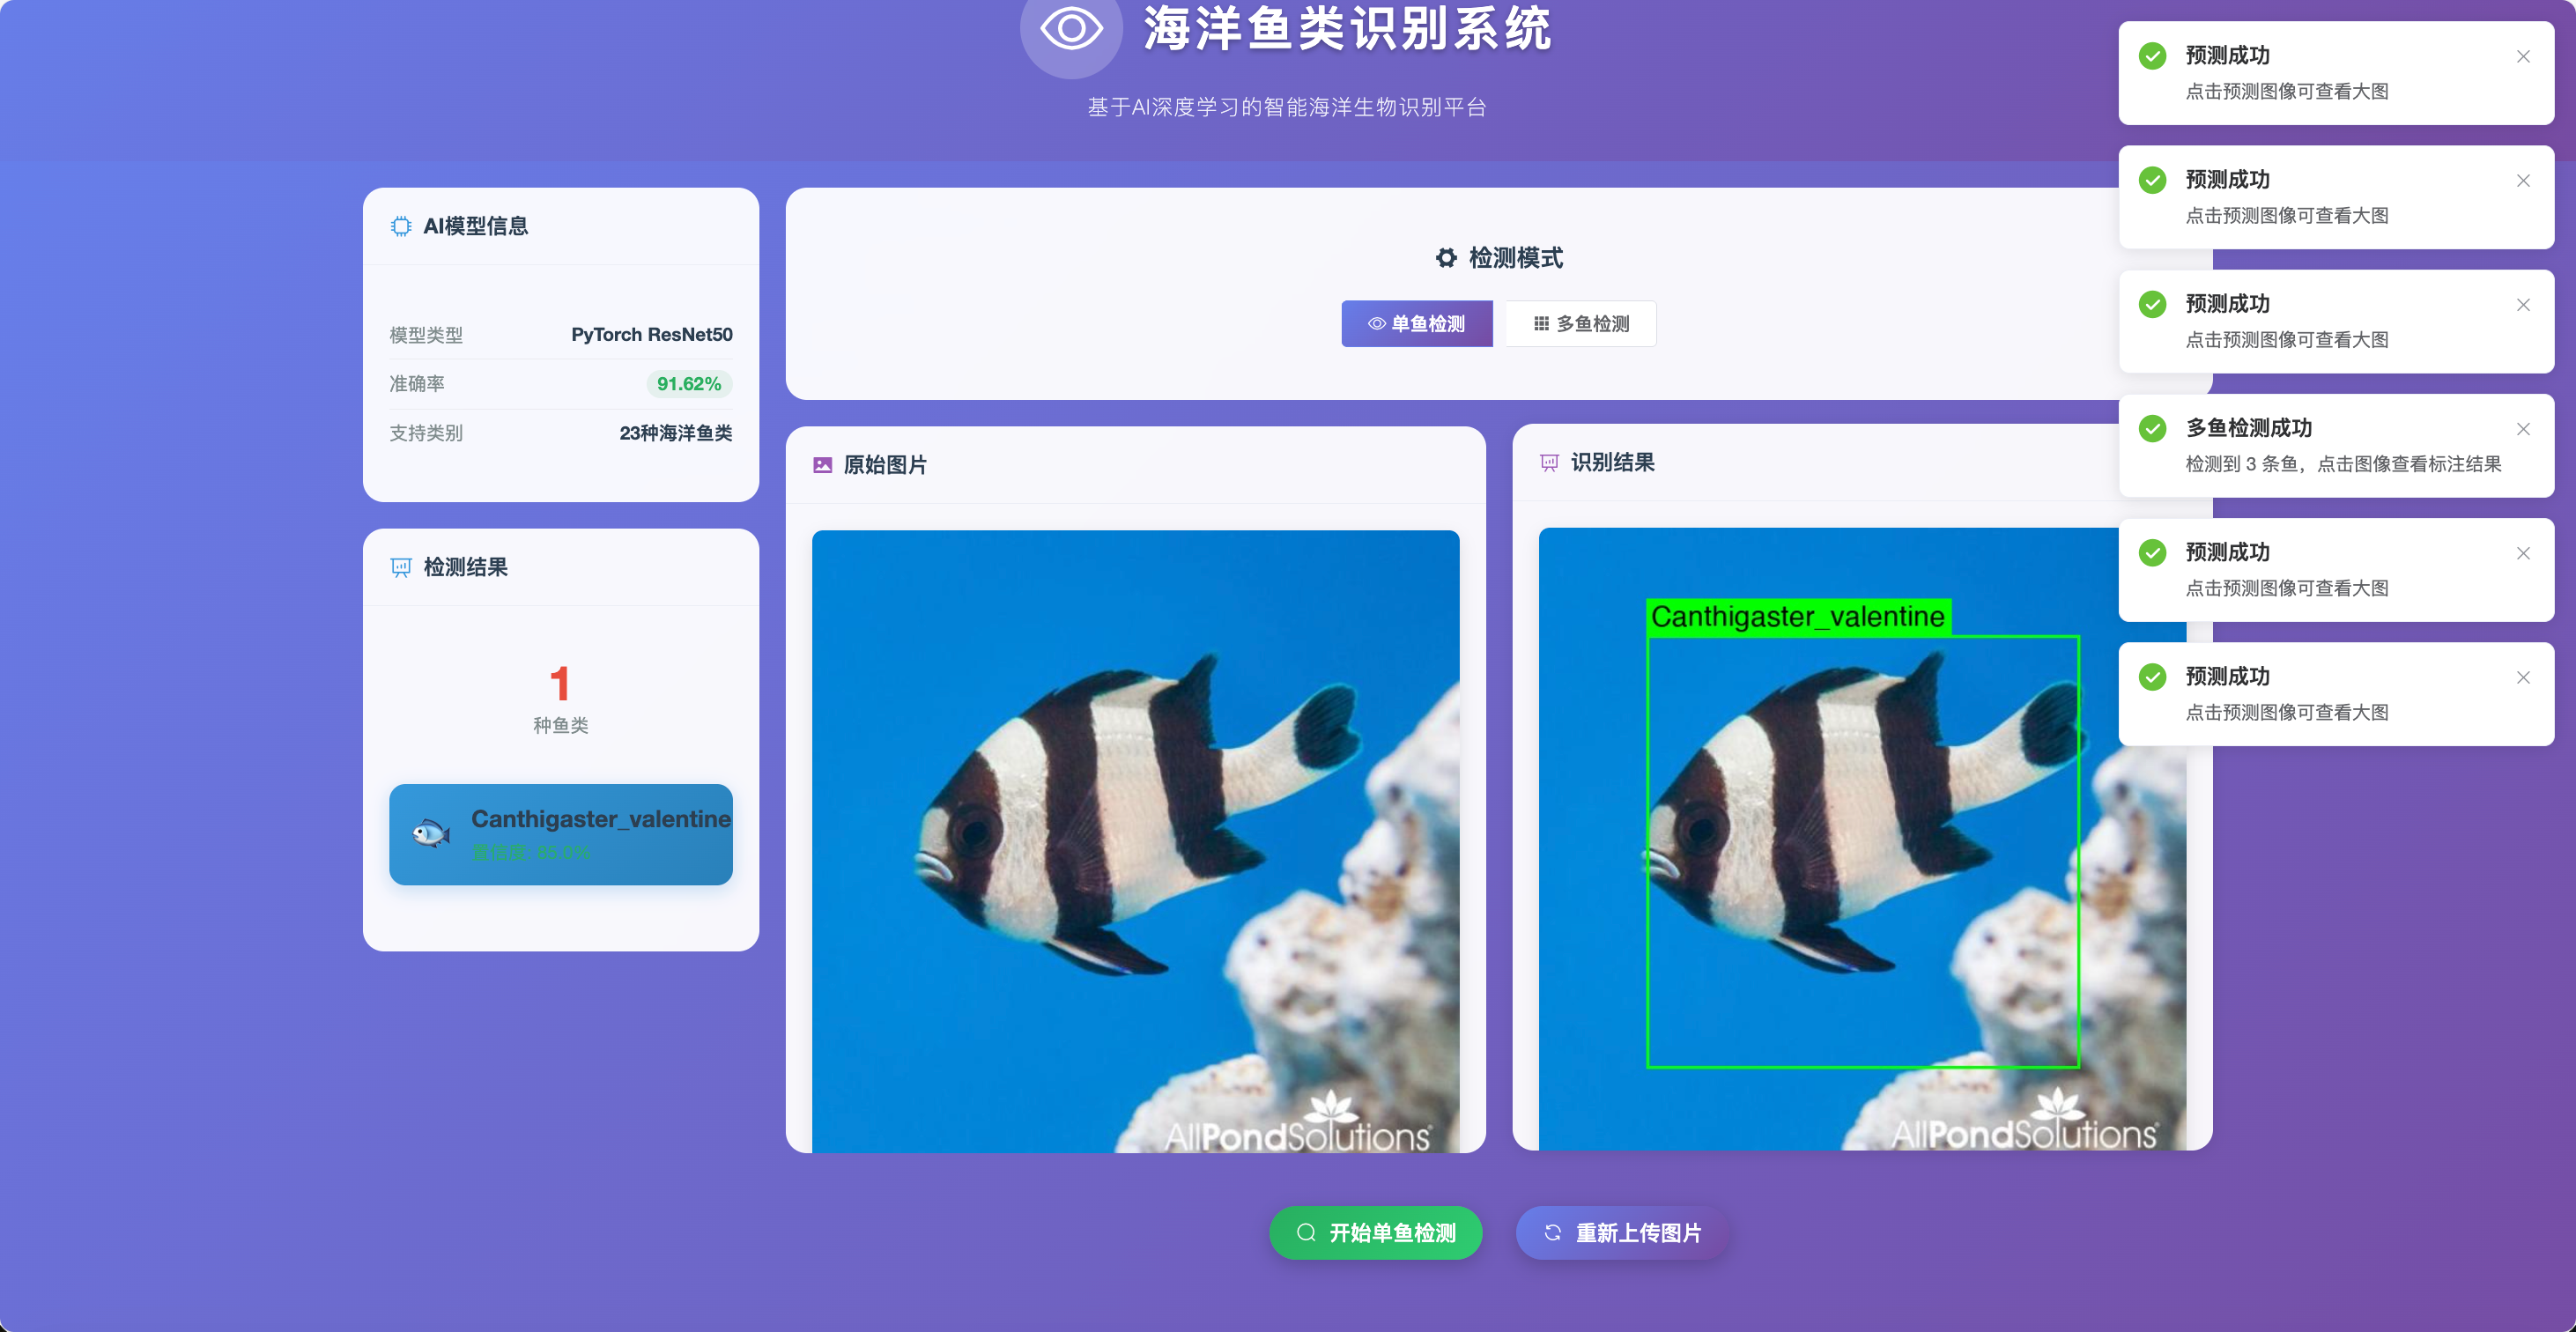 海洋鱼类识别系统
基于AI深度学习的智能海洋生物识别平台
AI模型信息
模型类型 PyTorch ResNet50
准确率 91.62%
支持类别 23种海洋鱼类
检测结果
1
种鱼类
Canthigaster_valentine
置信度: 85.0%
检测模式
单鱼检测 多鱼检测
原始图片
AllPondSolutions
识别结果
Canthigaster_valentine
AllPondSolutions
开始单鱼检测 重新上传图片
预测成功
点击预测图像可查看大图
预测成功
点击预测图像可查看大图
预测成功
点击预测图像可查看大图
多鱼检测成功
检测到 3 条鱼，点击图像查看标注结果
预测成功
点击预测图像可查看大图
预测成功
点击预测图像可查看大图